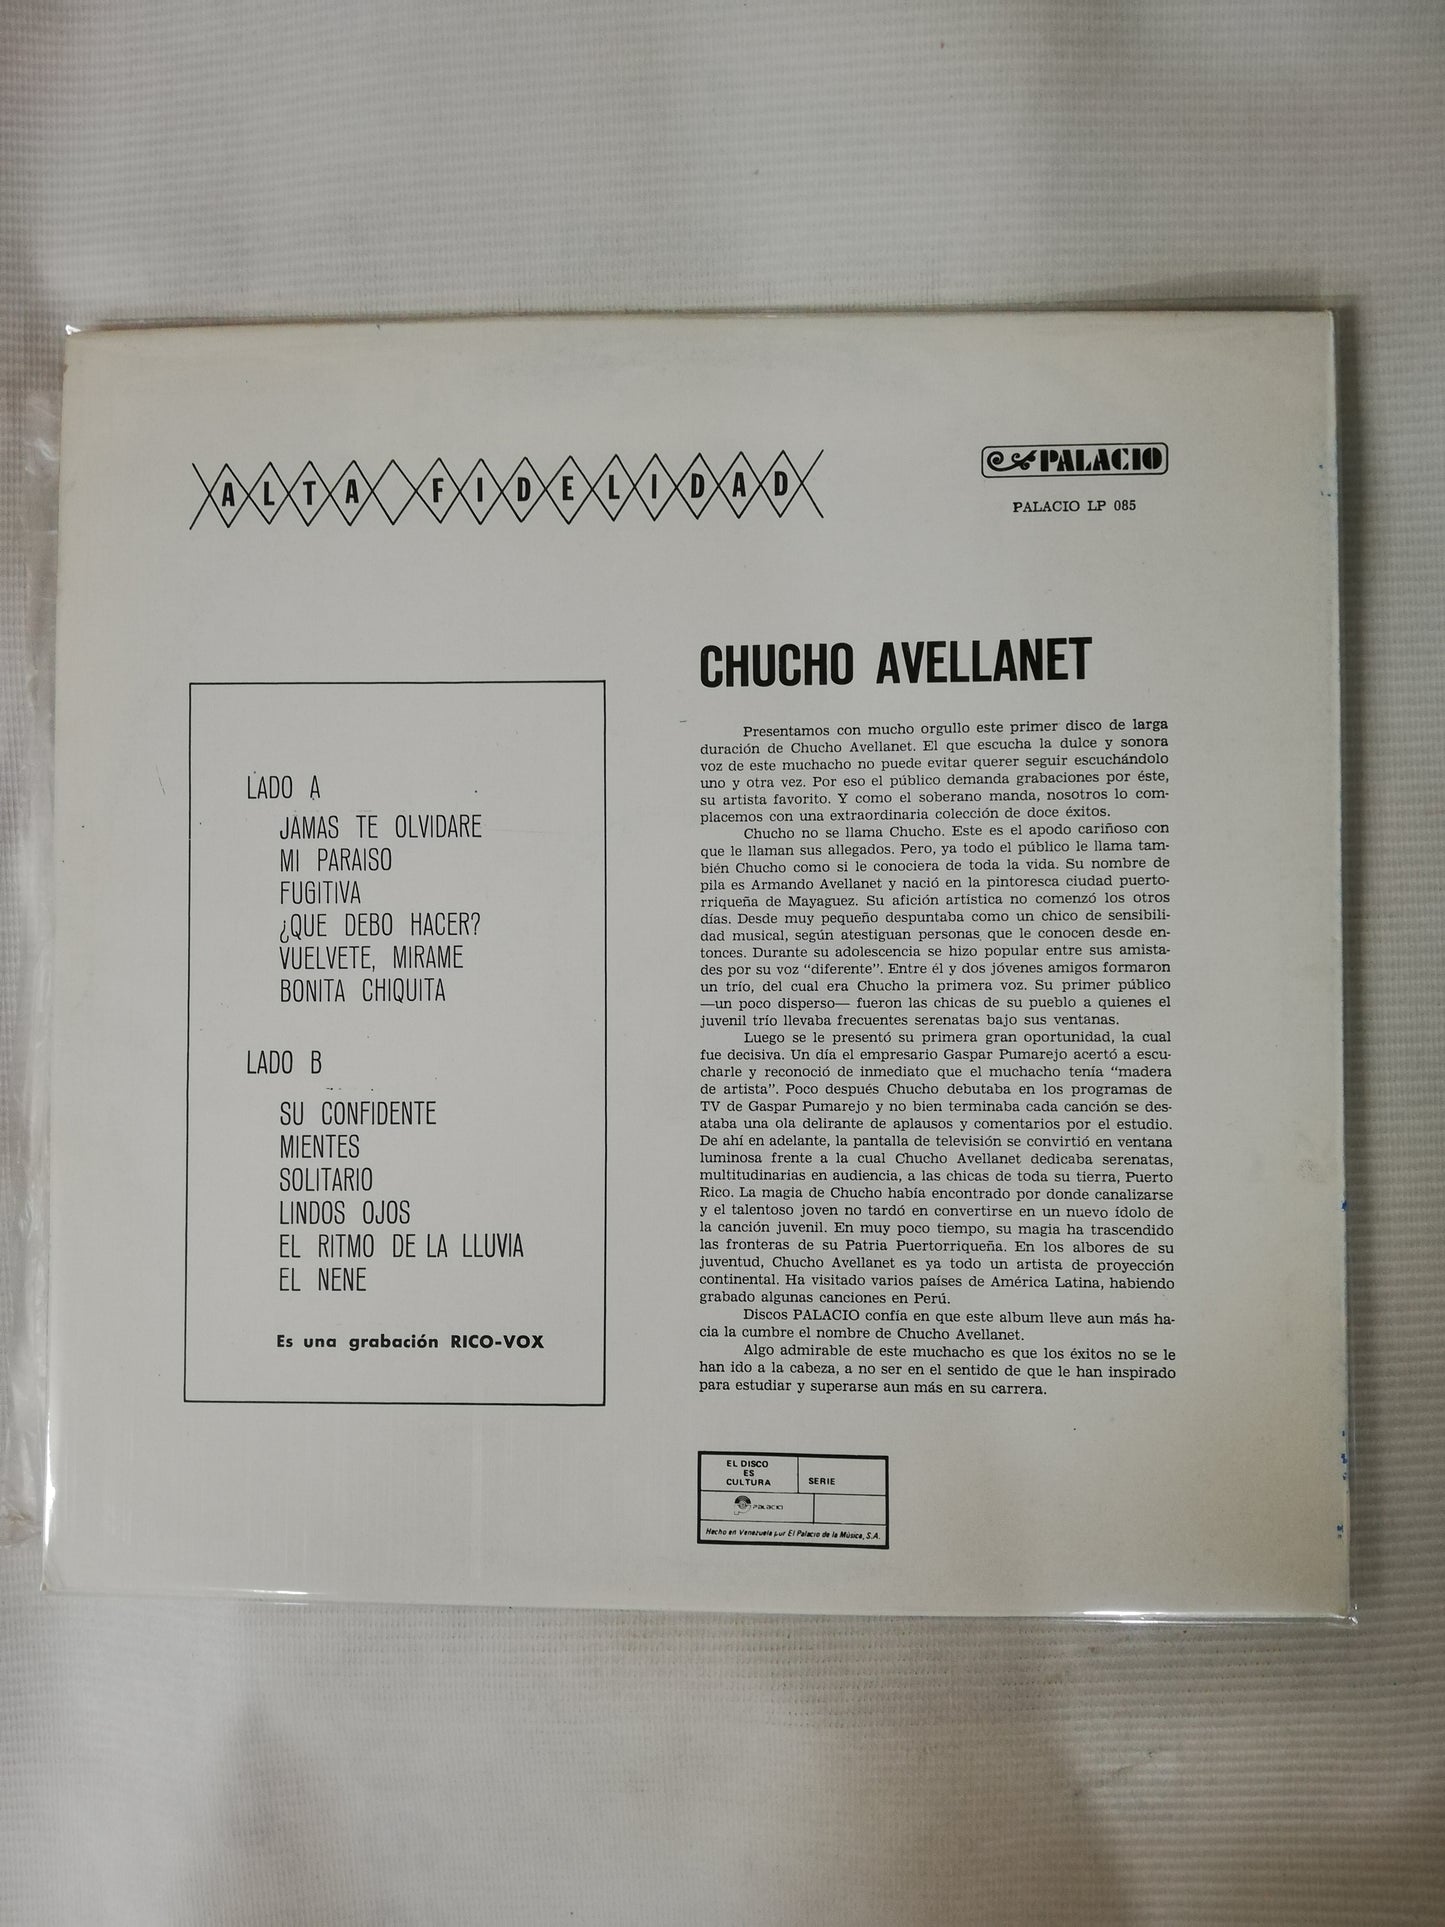 ALTA FIDELIDAD
PALACIO
PALACIO LP 085
LADO A
JAMAS TE OLVIDARE
MI PARAISO
FUGITIVA
¿QUE DEBO HACER?
VUELVETE, MIRAME
BONITA CHIQUITA
LADO B
SU CONFIDENTE
MIENTES
SOLITARIO
LINDOS OJOS
EL RITMO DE LA LLUVIA
EL NENE
Es una grabación RICO-VOX
CHUCHO AVELLANET
Presentamos con mucho orgullo este primer disco de larga
duración de Chucho Avellanet. El que escucha la dulce y sonora
voz de este muchacho no puede evitar querer seguir escuchándolo
uno y otra vez. Por eso el público demanda grabaciones por éste,
su artista favorito. Y como el soberano manda, nosotros lo com-
placemos con una extraordinaria colección de doce éxitos.
Chucho no se llama Chucho. Este es el apodo cariñoso con
que le llaman sus allegados. Pero, ya todo el público le llama tam-
bién Chucho como si le conociera de toda la vida. Su nombre de
pila es Armando Avellanet y nació en la pintoresca ciudad puerto-
rriqueña de Mayaguez. Su afición artística no comenzó los otros
días. Desde muy pequeño despuntaba como un chico de sensibili-
dad musical, según atestiguan personas que le conocen desde en-
tonces. Durante su adolescencia se hizo popular entre sus amista-
des por su voz "diferente". Entre él y dos jóvenes amigos formaron
un trío, del cual era Chucho la primera voz. Su primer público
—un poco disperso— fueron las chicas de su pueblo a quienes el
juvenil trío llevaba frecuentes serenatas bajo sus ventanas.
Luego se le presentó su primera gran oportunidad, la cual
fue decisiva. Un día el empresario Gaspar Pumarejo acertó a escu-
charle y reconoció de inmediato que el muchacho tenía "madera
de artista". Poco después Chucho debutaba en los programas de
TV de Gaspar Pumarejo y no bien terminaba cada canción se des-
ataba una ola delirante de aplausos y comentarios por el estudio.
De ahí en adelante, la pantalla de televisión se convirtió en ventana
luminosa frente a la cual Chucho Avellanet dedicaba serenatas,
multitudinarias en audiencia, a las chicas de toda su tierra, Puerto
Rico. La magia de Chucho había encontrado por donde canalizarse
y el talentoso joven no tardó en convertirse en un nuevo ídolo de
la canción juvenil. En muy poco tiempo, su magia ha trascendido
las fronteras de su Patria Puertorriqueña. En los albores de su
juventud, Chucho Avellanet es ya todo un artista de proyección
continental. Ha visitado varios países de América Latina, habiendo
grabado algunas canciones en Perú.
Discos PALACIO confía en que este album lleve aun más ha-
cia la cumbre el nombre de Chucho Avellanet.
Algo admirable de este muchacho es que los éxitos no se le
han ido a la cabeza, a no ser en el sentido de que le han inspirado
para estudiar y superarse aun más en su carrera.
EL DISCO
ES
CULTURA
SERIE
PALACIO
Hecho en Venezuela por El Palacio de la Música, S.A.